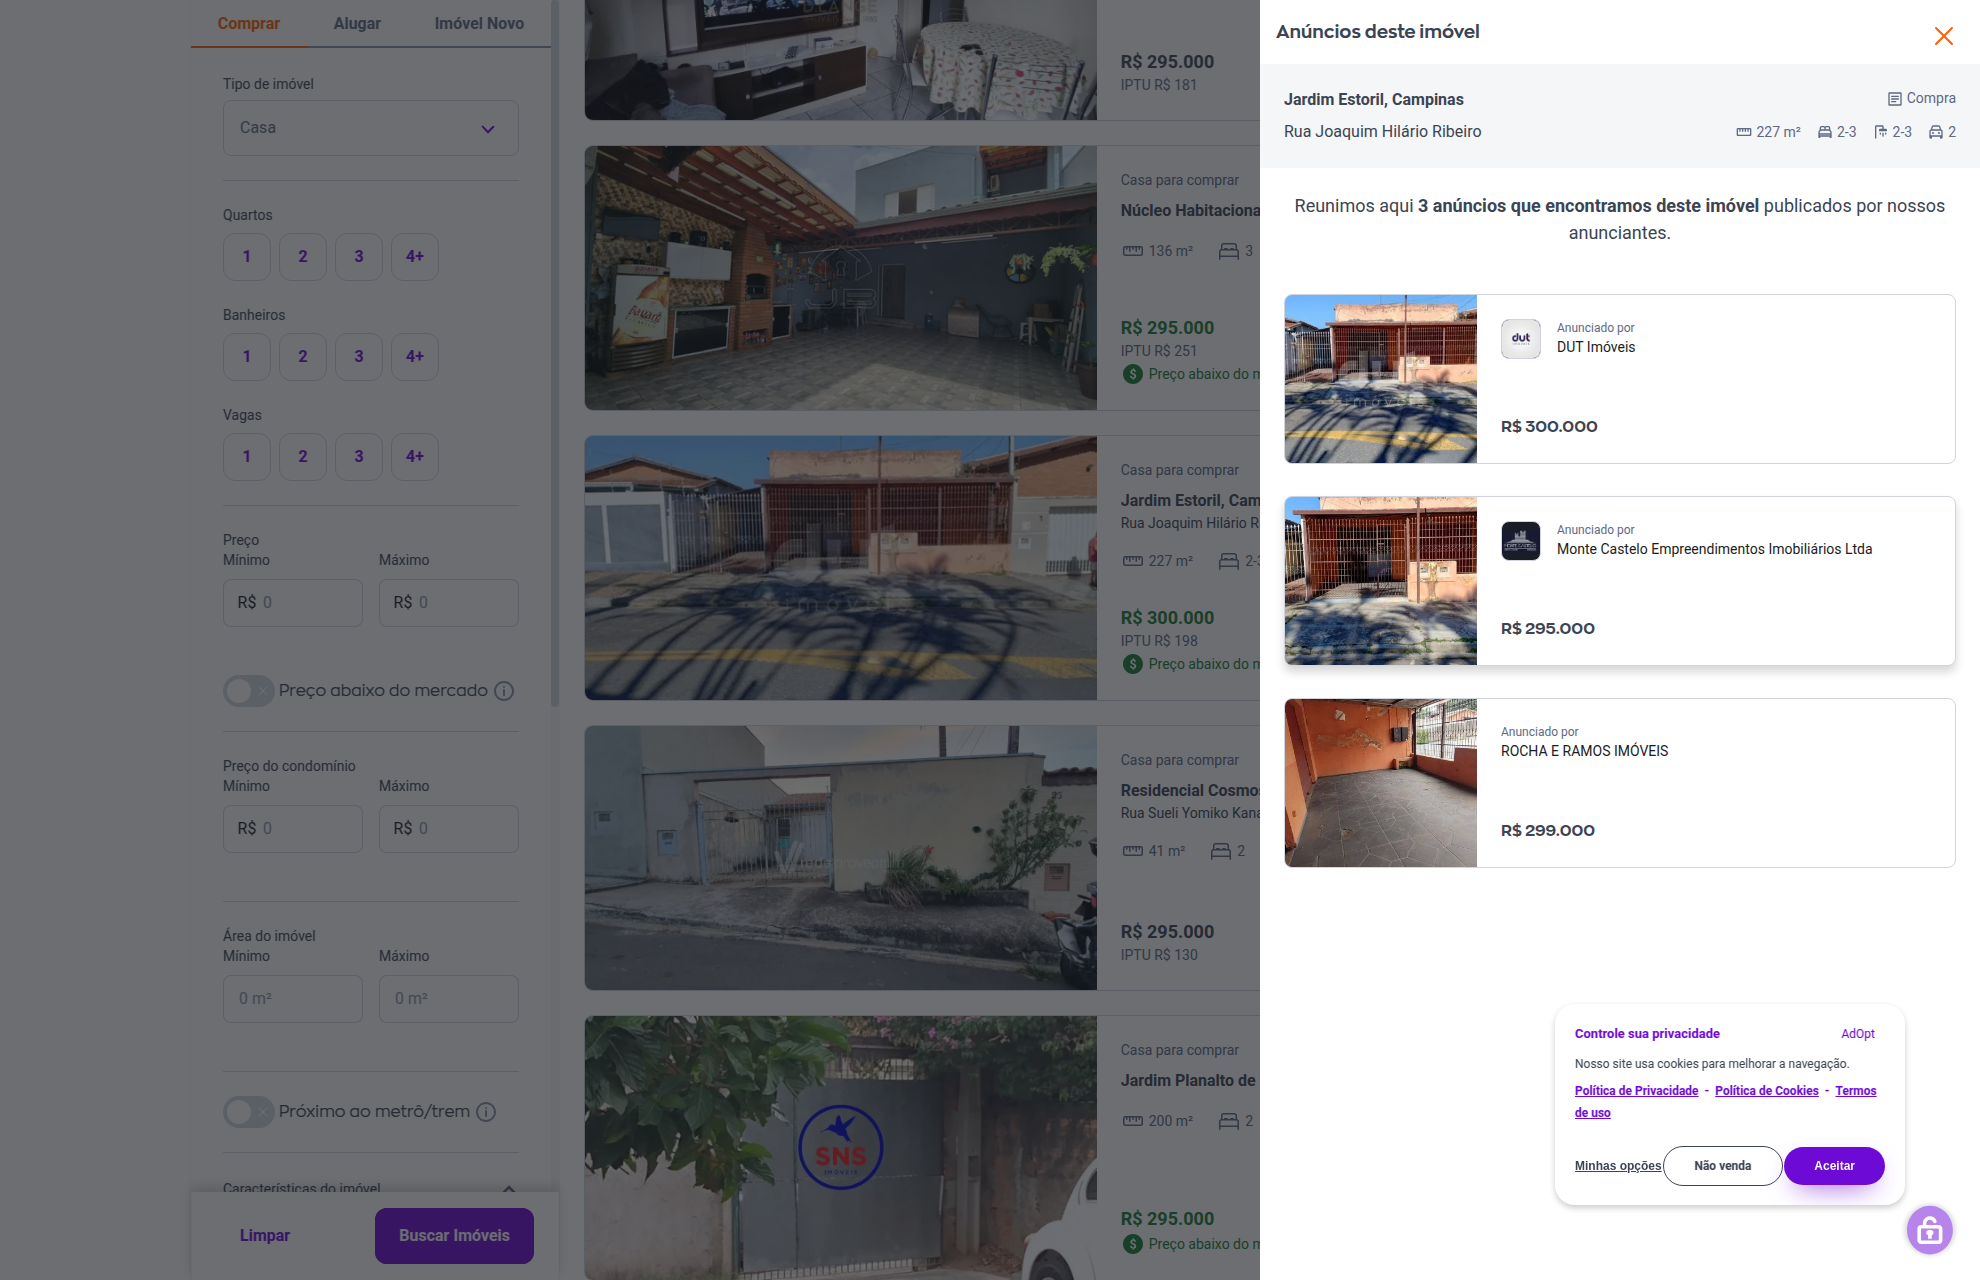 Comprar
Alugar
Imóvel Novo
Tipo de imóvel
Casa
Quartos
1
2
3
4+
Banheiros
1
2
3
4+
Vagas
1
2
3
4+
Preço
Mínimo
Máximo
R$ 0
R$ 0
Preço abaixo do mercado
Preço do condomínio
Mínimo
Máximo
R$ 0
R$ 0
Área do imóvel
Mínimo
Máximo
0 m²
0 m²
Próximo ao metrô/trem
Características do imóvel
Limpar
Buscar Imóveis
R$ 295.000
IPTU R$ 181
Casa para comprar
Núcleo Habitaciona
136 m²
3
R$ 295.000
IPTU R$ 251
Preço abaixo do m
Casa para comprar
Jardim Estoril, Cam
Rua Joaquim Hilário R
227 m²
2-3
R$ 300.000
IPTU R$ 198
Preço abaixo do m
Casa para comprar
Residencial Cosmo
Rua Sueli Yomiko Kana
41 m²
2
R$ 295.000
IPTU R$ 130
SNS
IMÓVEIS
Casa para comprar
Jardim Planalto de
200 m²
2
R$ 295.000
Preço abaixo do m
Anúncios deste imóvel
Jardim Estoril, Campinas
Compra
Rua Joaquim Hilário Ribeiro
227 m²
2-3
2-3
2
Reunimos aqui 3 anúncios que encontramos deste imóvel publicados por nossos
anunciantes.
dut
Anunciado por
DUT Imóveis
R$ 300.000
Anunciado por
Monte Castelo Empreendimentos Imobiliários Ltda
R$ 295.000
Anunciado por
ROCHA E RAMOS IMÓVEIS
R$ 299.000
Controle sua privacidade
AdOpt
Nosso site usa cookies para melhorar a navegação.
Política de Privacidade - Política de Cookies - Termos
de uso
Minhas opções
Não venda
Aceitar